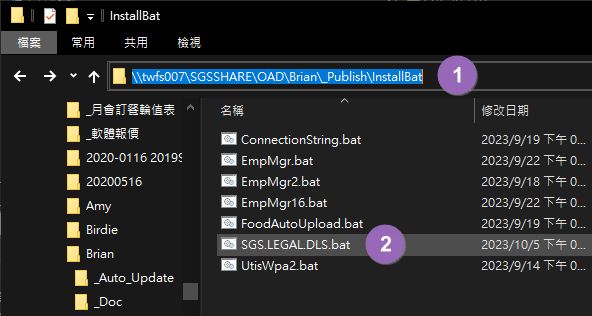 InstallBat
檔案 常用 共用 檢視
\\twfs007\SGSSHARE\OAD\Brian\_Publish\InstallBat
1
_月會訂餐輪值表
_軟體報價
2020-0116 20199
20200516
Amy
Birdie
Brian
_Auto_Update
_Doc
名稱 修改日期
ConnectionString.bat 2023/9/19 下午 0...
EmpMgr.bat 2023/9/22 下午 0...
EmpMgr2.bat 2023/9/18 下午 0...
EmpMgr16.bat 2023/9/22 下午 0...
FoodAutoUpload.bat 2023/9/19 下午 0...
SGS.LEGAL.DLS.bat 2 2023/10/5 下午 0...
UtisWpa2.bat 2023/9/14 下午 0...